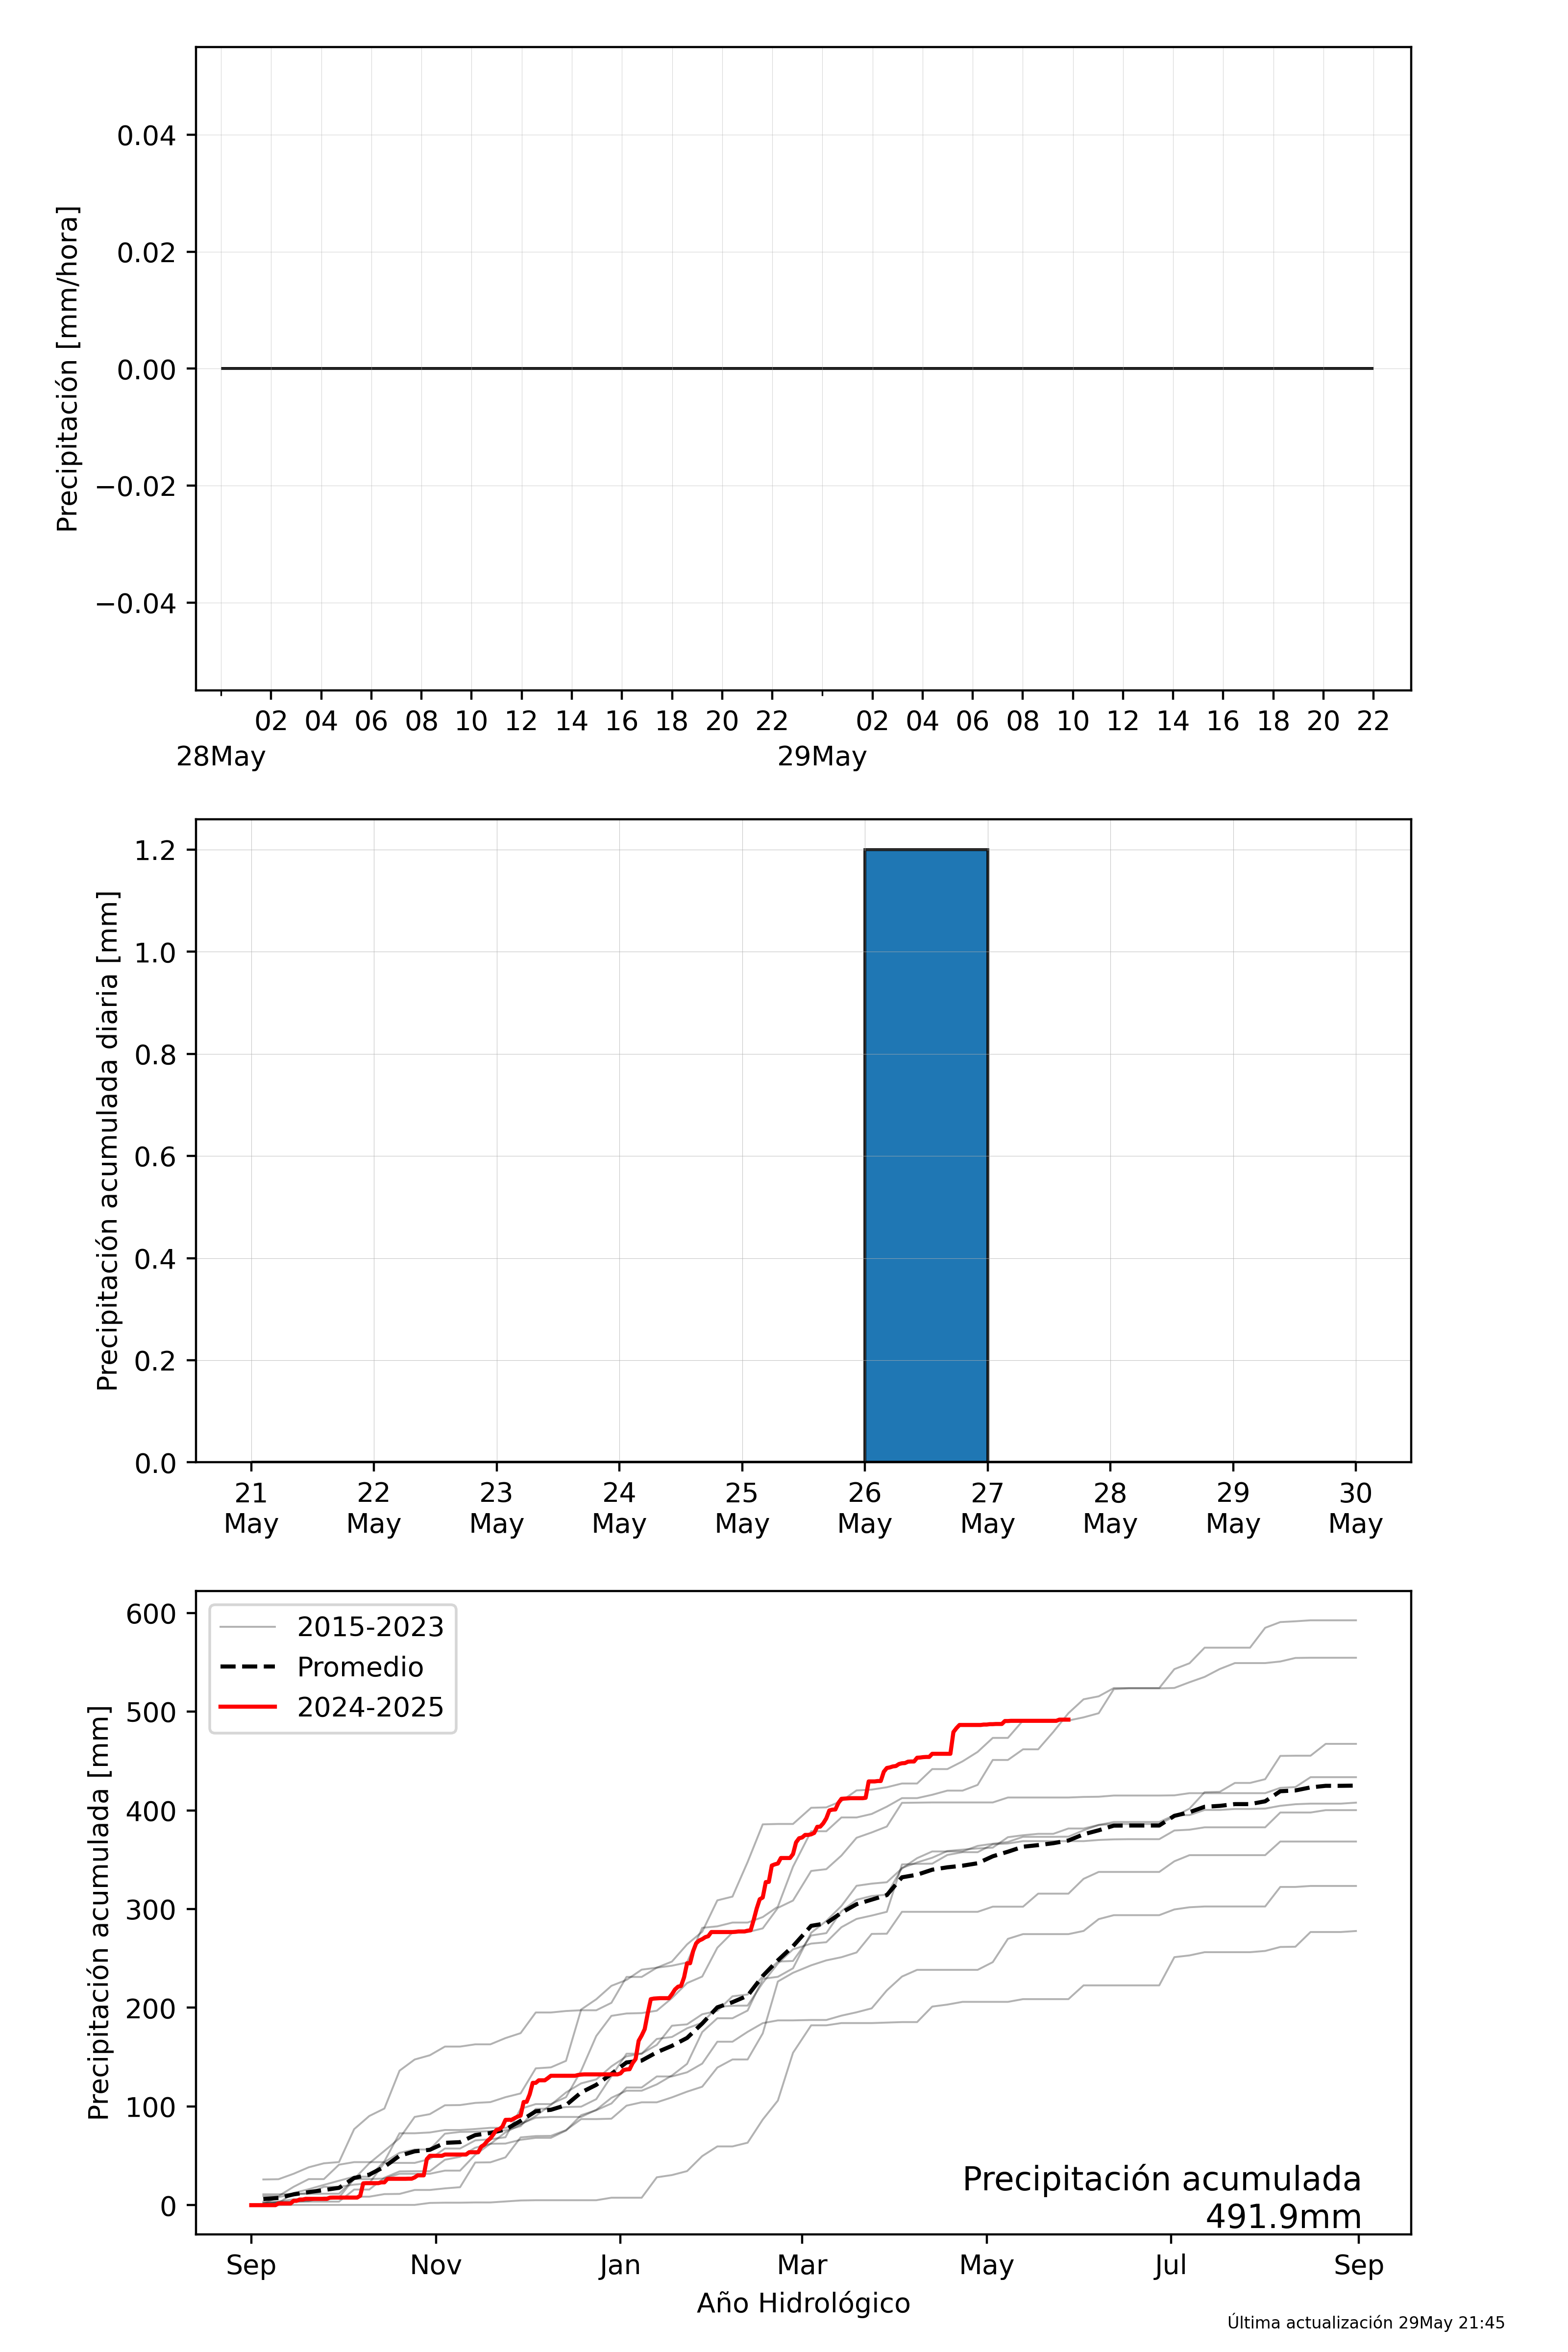 0.04
0.02
0.00
−0.02
−0.04
Precipitación [mm/hora]
02 04 06 08 10 12 14 16 18 20 22 02 04 06 08 10 12 14 16 18 20 22
28May 29May
1.2
1.0
0.8
0.6
0.4
0.2
0.0
Precipitación acumulada diaria [mm]
21 22 23 24 25 26 27 28 29 30
May May May May May May May May May May
600
500
400
300
200
100
0
Precipitación acumulada [mm]
2015-2023
Promedio
2024-2025
Precipitación acumulada
491.9mm
Sep Nov Jan Mar May Jul Sep
Año Hidrológico
Última actualización 29May 21:45